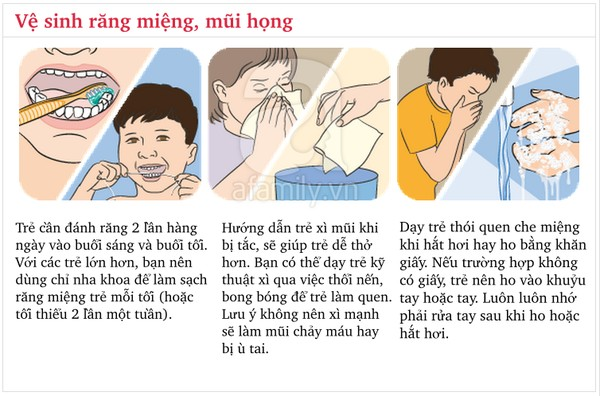 Vệ sinh răng miệng, mũi họng
afamily.vn
Trẻ cần đánh răng 2 lần hàng
ngày vào buổi sáng và buổi tối.
Với các trẻ lớn hơn, bạn nên
dùng chỉ nha khoa để làm sạch
răng miệng trẻ mỗi tối (hoặc
tối thiểu 2 lần một tuần).
Hướng dẫn trẻ xì mũi khi
bị tắc, sẽ giúp trẻ dễ thở
hơn. Bạn có thể dạy trẻ kỹ
thuật xì qua việc thổi nến,
bong bóng để trẻ làm quen.
Lưu ý không nên xì mạnh
sẽ làm mũi chảy máu hay
bị ù tai.
Dạy trẻ thói quen che miệng
khi hắt hơi hay ho bằng khăn
giấy. Nếu trường hợp không
có giấy, trẻ nên ho vào khuỷu
tay hoặc tay. Luôn luôn nhớ
phải rửa tay sau khi ho hoặc
hắt hơi.